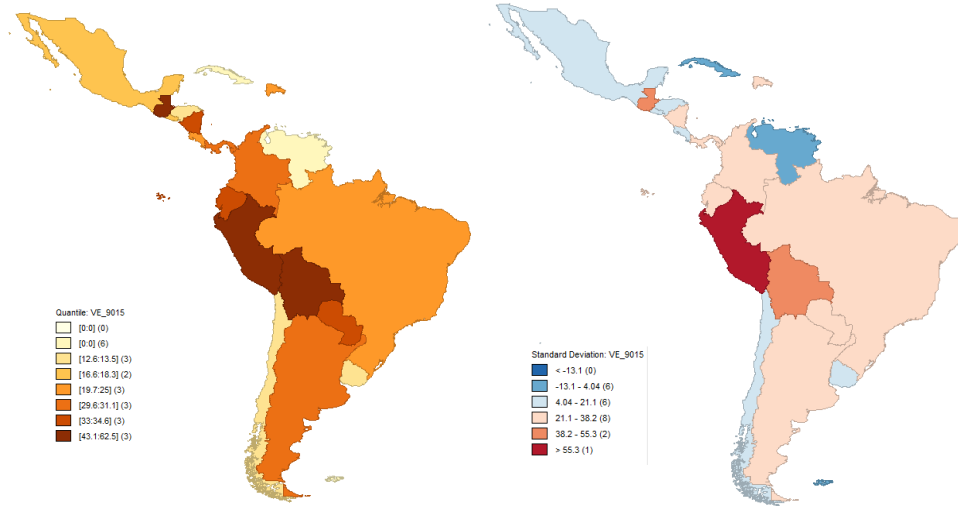 Quantile: VE_9015
[0:0] (0)
[0:0] (6)
[12.6:13.5] (3)
[16.6:18.3] (2)
[19.7:25] (3)
[29.6:31.1] (3)
[33:34.6] (3)
[43.1:62.5] (3)
Standard Deviation: VE_9015
< -13.1 (0)
-13.1 - 4.04 (6)
4.04 - 21.1 (6)
21.1 - 38.2 (8)
38.2 - 55.3 (2)
> 55.3 (1)